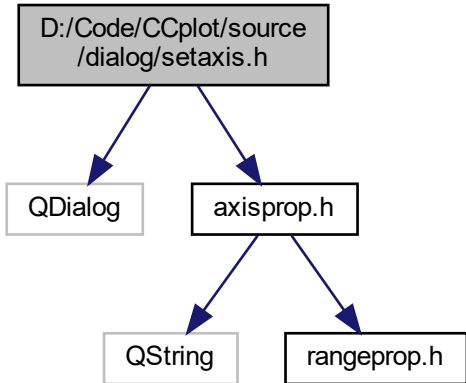 D:/Code/CCplot/source
/dialog/setaxis.h
QDialog
axisprop.h
QString
rangeprop.h